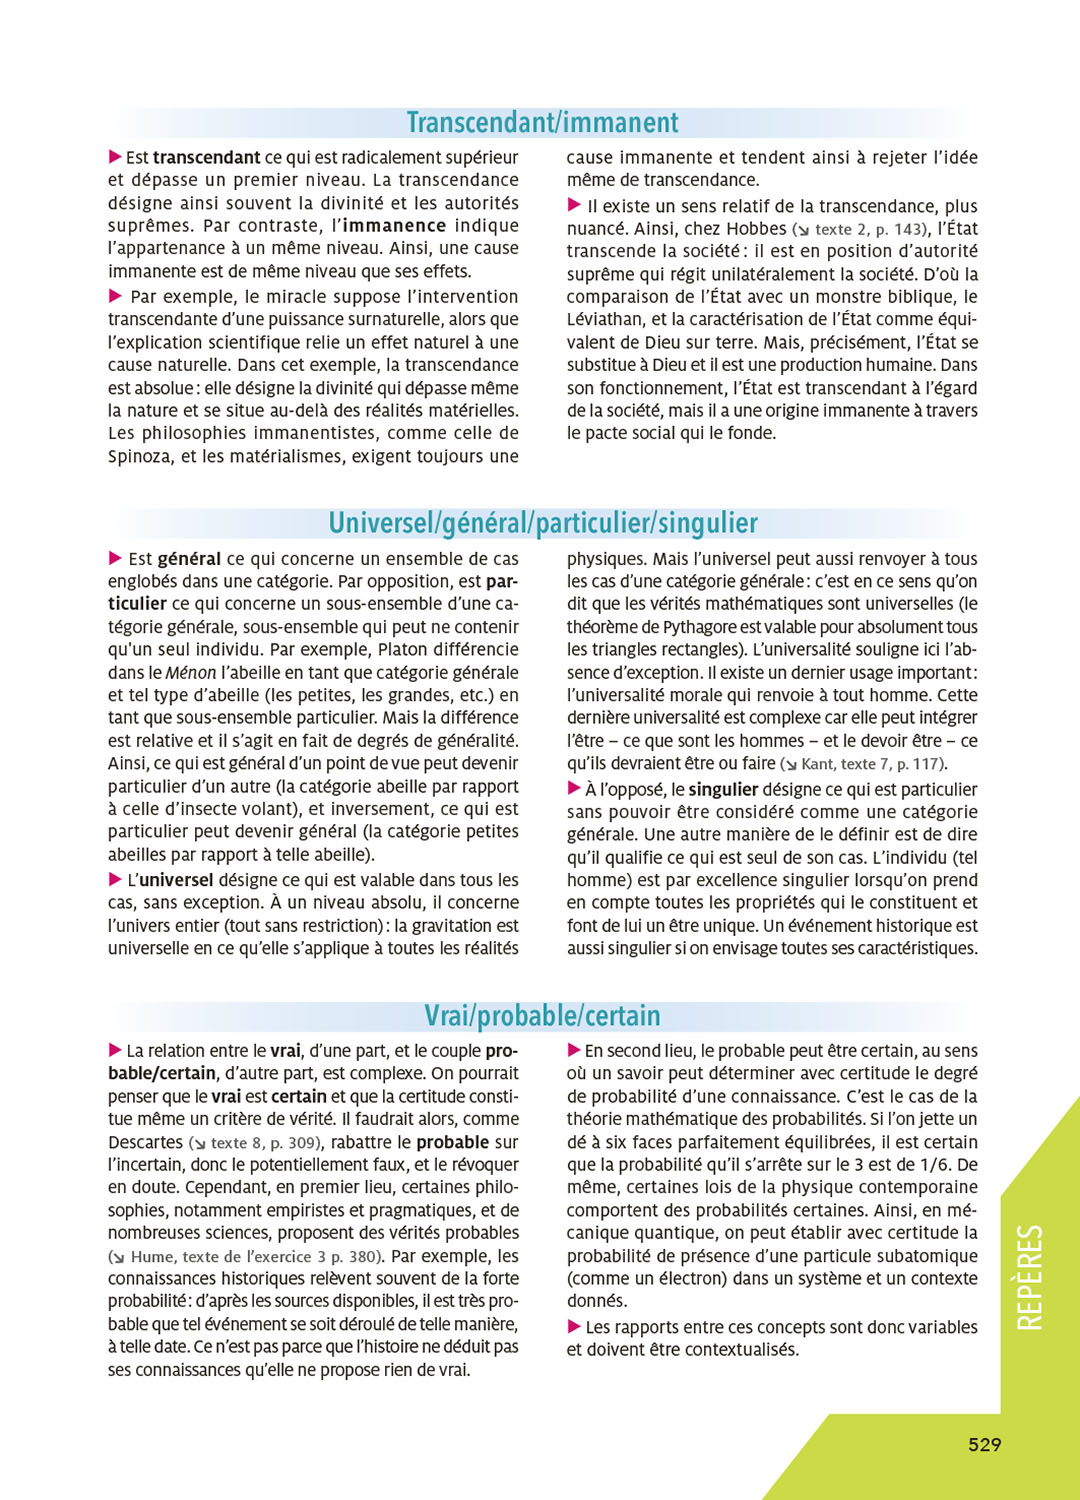 Transcendant/immanent
▶ Est transcendant ce qui est radicalement supérieur
et dépasse un premier niveau. La transcendance
désigne ainsi souvent la divinité et les autorités
suprêmes. Par contraste, l’immanence indique
l’appartenance à un même niveau. Ainsi, une cause
immanente est de même niveau que ses effets.
▶ Par exemple, le miracle suppose l’intervention
transcendante d’une puissance surnaturelle, alors que
l’explication scientifique relie un effet naturel à une
cause naturelle. Dans cet exemple, la transcendance
est absolue : elle désigne la divinité qui dépasse même
la nature et se situe au-delà des réalités matérielles.
Les philosophies immanentistes, comme celle de
Spinoza, et les matérialismes, exigent toujours une
cause immanente et tendent ainsi à rejeter l’idée
même de transcendance.
▶ Il existe un sens relatif de la transcendance, plus
nuancé. Ainsi, chez Hobbes (↘ texte 2, p. 143), l’État
transcende la société : il est en position d’autorité
suprême qui régit unilatéralement la société. D’où la
comparaison de l’État avec un monstre biblique, le
Léviathan, et la caractérisation de l’État comme équi-
valent de Dieu sur terre. Mais, précisément, l’État se
substitue à Dieu et il est une production humaine. Dans
son fonctionnement, l’État est transcendant à l’égard
de la société, mais il a une origine immanente à travers
le pacte social qui le fonde.
Universel/général/particulier/singulier
▶ Est général ce qui concerne un ensemble de cas
englobés dans une catégorie. Par opposition, est par-
ticulier ce qui concerne un sous-ensemble d’une ca-
tégorie générale, sous-ensemble qui peut ne contenir
qu'un seul individu. Par exemple, Platon différencie
dans le Ménon l’abeille en tant que catégorie générale
et tel type d’abeille (les petites, les grandes, etc.) en
tant que sous-ensemble particulier. Mais la différence
est relative et il s’agit en fait de degrés de généralité.
Ainsi, ce qui est général d’un point de vue peut devenir
particulier d’un autre (la catégorie abeille par rapport
à celle d’insecte volant), et inversement, ce qui est
particulier peut devenir général (la catégorie petites
abeilles par rapport à telle abeille).
▶ L’universel désigne ce qui est valable dans tous les
cas, sans exception. À un niveau absolu, il concerne
l’univers entier (tout sans restriction) : la gravitation est
universelle en ce qu’elle s’applique à toutes les réalités
physiques. Mais l’universel peut aussi renvoyer à tous
les cas d’une catégorie générale : c’est en ce sens qu’on
dit que les vérités mathématiques sont universelles (le
théorème de Pythagore est valable pour absolument tous
les triangles rectangles). L’universalité souligne ici l’ab-
sence d’exception. Il existe un dernier usage important :
l’universalité morale qui renvoie à tout homme. Cette
dernière universalité est complexe car elle peut intégrer
l’être – ce que sont les hommes – et le devoir être – ce
qu’ils devraient être ou faire (↘ Kant, texte 7, p. 117).
▶ À l’opposé, le singulier désigne ce qui est particulier
sans pouvoir être considéré comme une catégorie
générale. Une autre manière de le définir est de dire
qu’il qualifie ce qui est seul de son cas. L’individu (tel
homme) est par excellence singulier lorsqu’on prend
en compte toutes les propriétés qui le constituent et
font de lui un être unique. Un événement historique est
aussi singulier si on envisage toutes ses caractéristiques.
Vrai/probable/certain
▶ La relation entre le vrai, d’une part, et le couple pro-
bable/certain, d’autre part, est complexe. On pourrait
penser que le vrai est certain et que la certitude consti-
tue même un critère de vérité. Il faudrait alors, comme
Descartes (↘ texte 8, p. 309), rabattre le probable sur
l’incertain, donc le potentiellement faux, et le révoquer
en doute. Cependant, en premier lieu, certaines philo-
sophies, notamment empiristes et pragmatiques, et de
nombreuses sciences, proposent des vérités probables
(↘ Hume, texte de l’exercice 3 p. 380). Par exemple, les
connaissances historiques relèvent souvent de la forte
probabilité : d’après les sources disponibles, il est très pro-
bable que tel événement se soit déroulé de telle manière,
à telle date. Ce n’est pas parce que l’histoire ne déduit pas
ses connaissances qu’elle ne propose rien de vrai.
▶ En second lieu, le probable peut être certain, au sens
où un savoir peut déterminer avec certitude le degré
de probabilité d’une connaissance. C’est le cas de la
théorie mathématique des probabilités. Si l’on jette un
dé à six faces parfaitement équilibrées, il est certain
que la probabilité qu’il s’arrête sur le 3 est de 1/6. De
même, certaines lois de la physique contemporaine
comportent des probabilités certaines. Ainsi, en mé-
canique quantique, on peut établir avec certitude la
probabilité de présence d’une particule subatomique
(comme un électron) dans un système et un contexte
donnés.
▶ Les rapports entre ces concepts sont donc variables
et doivent être contextualisés.
REPÈRES
529